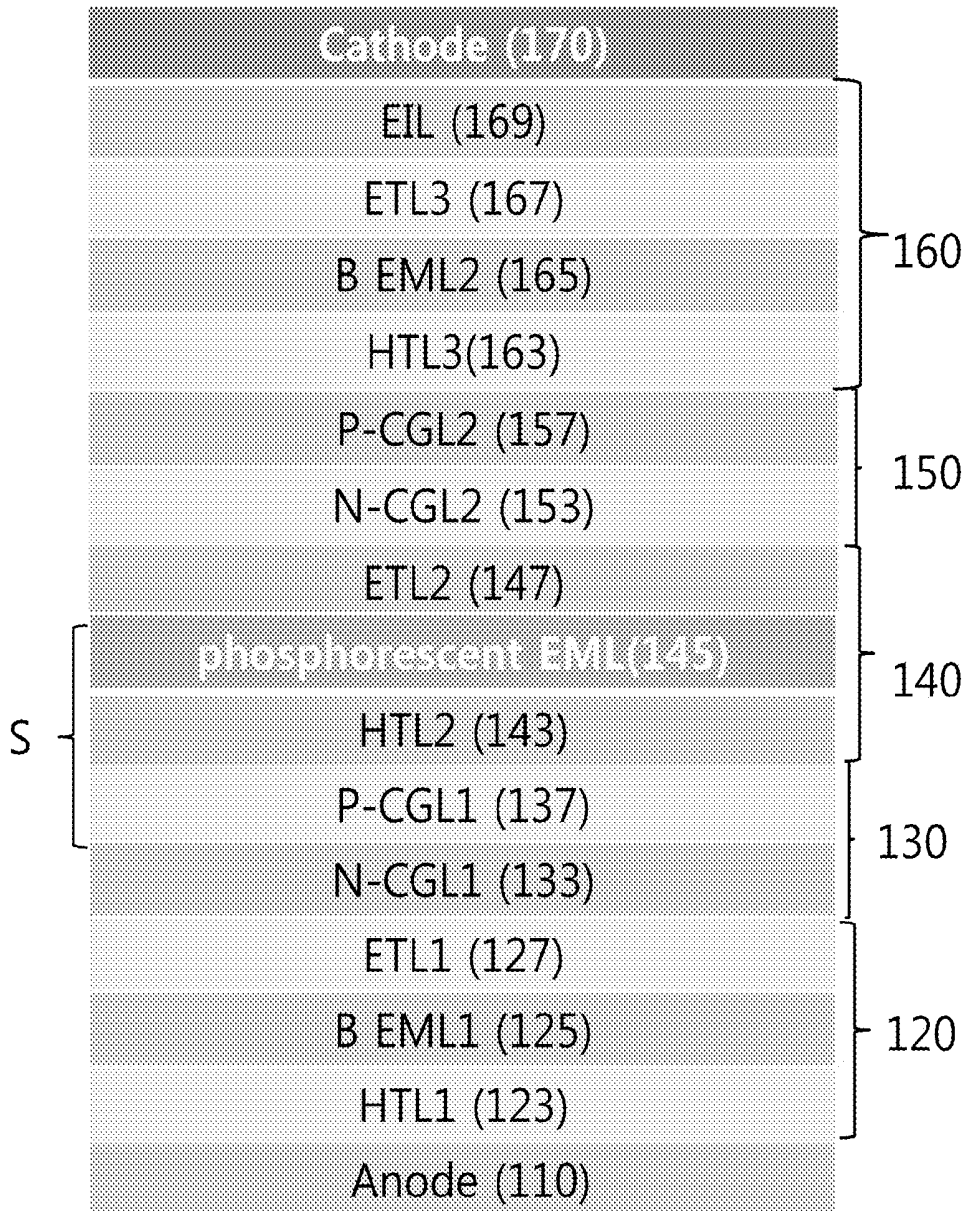 Cathode (170)
EIL (169)
ETL3 (167)
160
B EML2 (165)
HTL3(163)
P-CGL2 (157)
150
N-CGL2 (153)
ETL2 (147)
phosphorescent EML(145)
140
S
HTL2 (143)
P-CGL1 (137)
130
N-CGL1 (133)
ETL1 (127)
B EML1 (125)
120
HTL1 (123)
Anode (110)